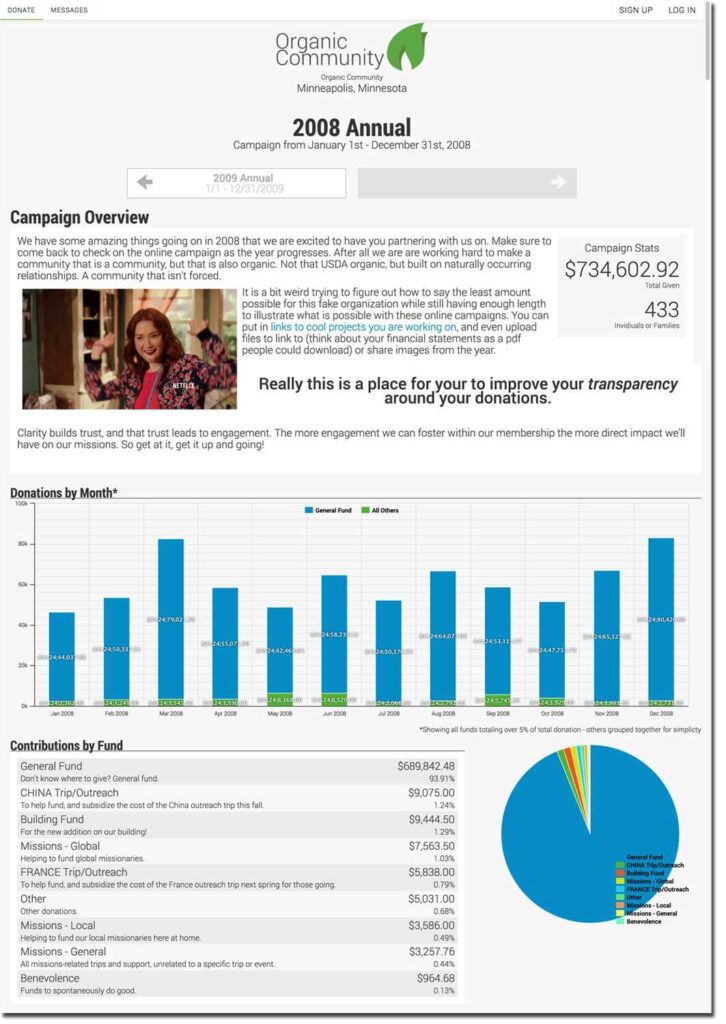 DONATE MESSAGES SIGN UP LOG IN
Organic
Community
Organic Community
Minneapolis, Minnesota
2008 Annual
Campaign from January 1st - December 31st, 2008
2009 Annual
1/1 - 12/31/2009
Campaign Overview
We have some amazing things going on in 2008 that we are excited to have you partnering with us on. Make sure to
come back to check on the online campaign as the year progresses. After all we are are working hard to make a
community that is a community, but that is also organic. Not that USDA organic, but built on naturally occurring
relationships. A community that isn't forced.
Campaign Stats
$734,602.92
Total Given
433
Inviduals or Families
NETFLIX
It is a bit weird trying to figure out how to say the least amount
possible for this fake organization while still having enough length
to illustrate what is possible with these online campaigns. You can
put in links to cool projects you are working on, and even upload
files to link to (think about your financial statements as a pdf
people could download) or share images from the year.
Really this is a place for your to improve your transparency
around your donations.
Clarity builds trust, and that trust leads to engagement. The more engagement we can foster within our membership the more direct impact we'll
have on our missions. So get at it, get it up and going!
Donations by Month*
General Fund All Others
100k
80k
60k
40k
20k
0k
Jan 2008 Feb 2008 Mar 2008 Apr 2008 May 2008 Jun 2008 Jul 2008 Aug 2008 Sep 2008 Oct 2008 Nov 2008 Dec 2008
*Showing all funds totaling over 5% of total donation - others grouped together for simplicty
Contributions by Fund
General Fund $689,842.48
Don't know where to give? General fund. 93.91%
CHINA Trip/Outreach $9,075.00
To help fund, and subsidize the cost of the China outreach trip this fall. 1.24%
Building Fund $9,444.50
For the new addition on our building! 1.29%
Missions - Global $7,563.50
Helping to fund global missionaries. 1.03%
FRANCE Trip/Outreach $5,838.00
To help fund, and subsidize the cost of the France outreach trip next spring for those going. 0.79%
Other $5,031.00
Other donations. 0.68%
Missions - Local $3,586.00
Helping to fund our local missionaries here at home. 0.49%
Missions - General $3,257.76
All missions-related trips and support, unrelated to a specific trip or event. 0.44%
Benevolence $964.68
Funds to spontaneously do good. 0.13%
General Fund
CHINA Trip/Outreach
Building Fund
Missions - Global
FRANCE Trip/Outreach
Other
Missions - Local
Missions - General
Benevolence